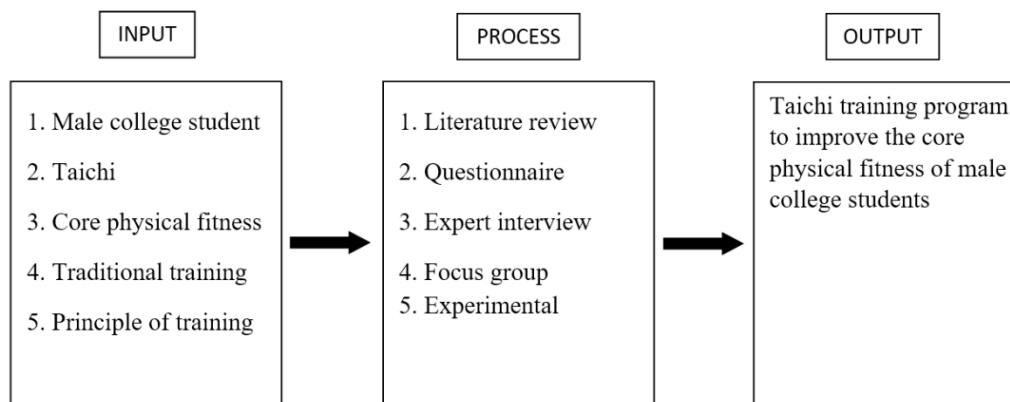 INPUT
1. Male college student
2. Taichi
3. Core physical fitness
4. Traditional training
5. Principle of training
PROCESS
1. Literature review
2. Questionnaire
3. Expert interview
4. Focus group
5. Experimental
OUTPUT
Taichi training program
to improve the core
physical fitness of male
college students